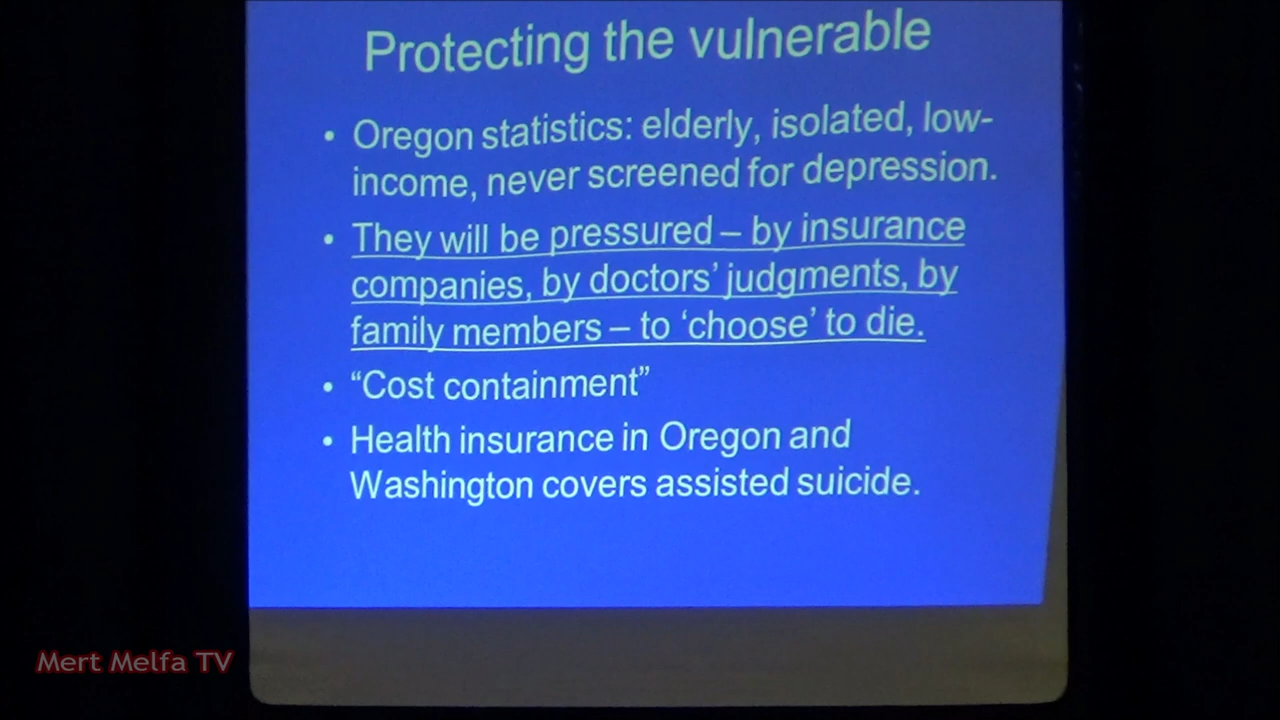 Protecting the vulnerable
• Oregon statistics: elderly, isolated, low-
income, never screened for depression.
• They will be pressured – by insurance
companies, by doctors’ judgments, by
family members – to ‘choose’ to die.
• “Cost containment”
• Health insurance in Oregon and
Washington covers assisted suicide.
Mert Melfa TV